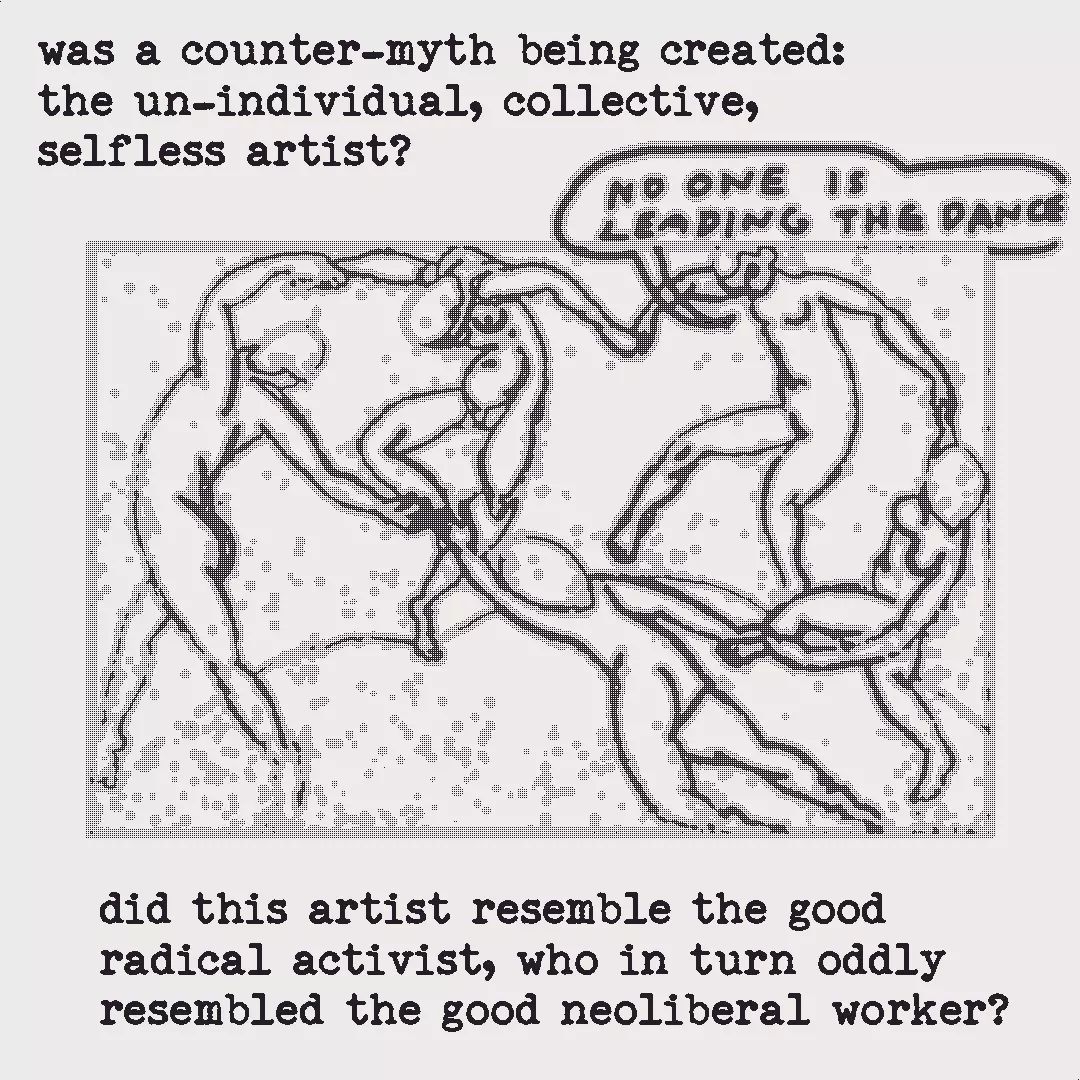 was a counter-myth being created:
the un-individual, collective,
selfless artist?
NO ONE IS
LEADING THE DANCE
did this artist resemble the good
radical activist, who in turn oddly
resembled the good neoliberal worker?